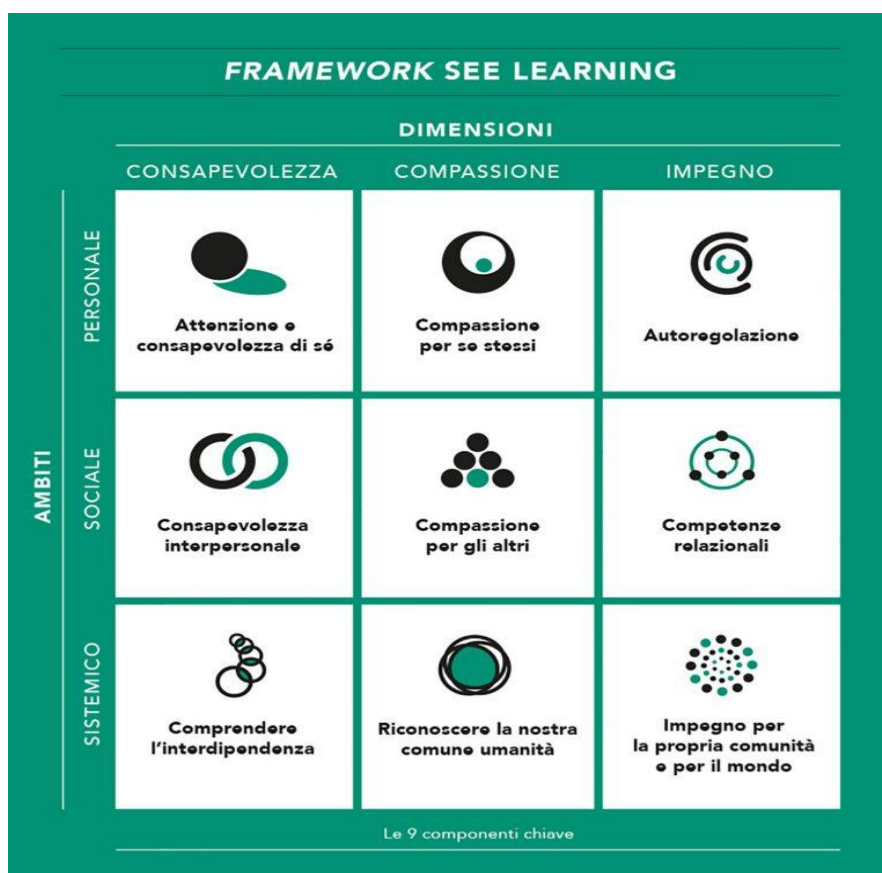 FRAMEWORK SEE LEARNING
DIMENSIONI
CONSAPEVOLEZZA COMPASSIONE IMPEGNO
AMBITI
PERSONALE
Attenzione e
consapevolezza di sé
Compassione
per se stessi
Autoregolazione
SOCIALE
Consapevolezza
interpersonale
Compassione
per gli altri
Competenze
relazionali
SISTEMICO
Comprendere
l'interdipendenza
Riconoscere la nostra
comune umanità
Impegno per
la propria comunità
e per il mondo
Le 9 componenti chiave